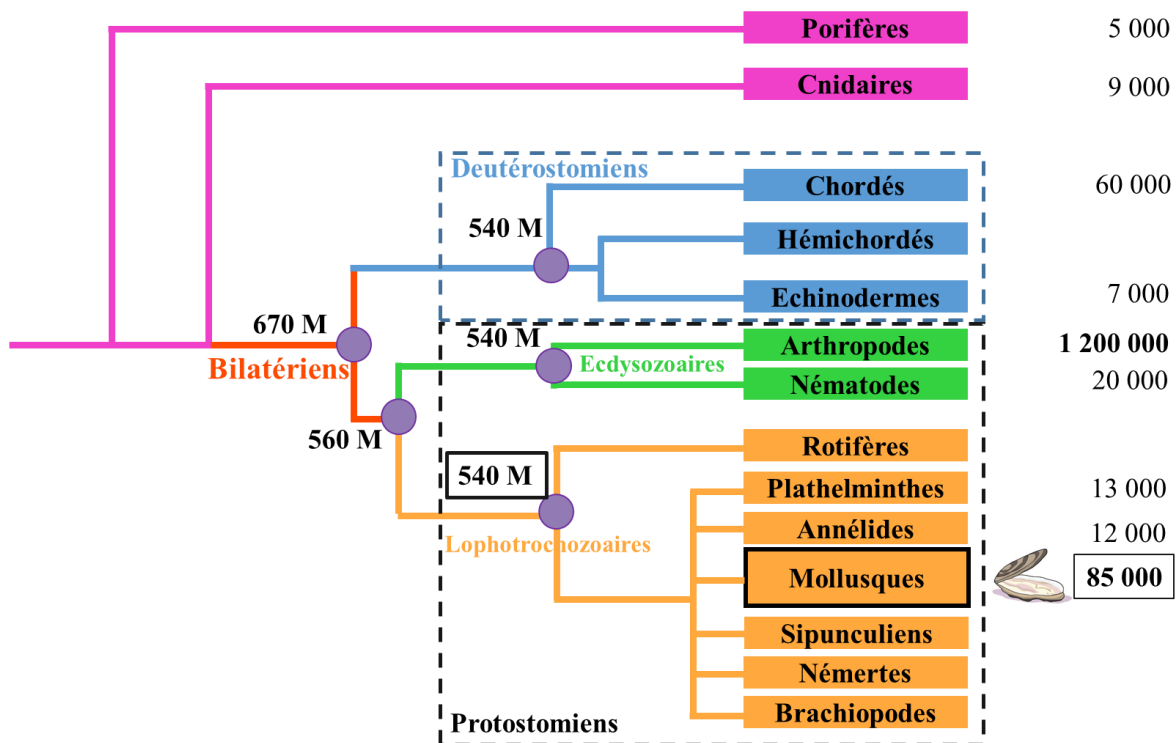 Porifères 5 000
Cnidaires 9 000
Deutérostomiens
Chordés 60 000
540 M
Hémichordés
Echinodermes 7 000
670 M
Bilatériens
540 M
Arthropodes 1 200 000
Ecdysozoaires
Nématodes 20 000
560 M
Rotifères
540 M
Plathelminthes 13 000
Annélides 12 000
Lophotrochozoaires
Mollusques 85 000
Sipunculiens
Némertes
Brachiopodes
Protostomiens